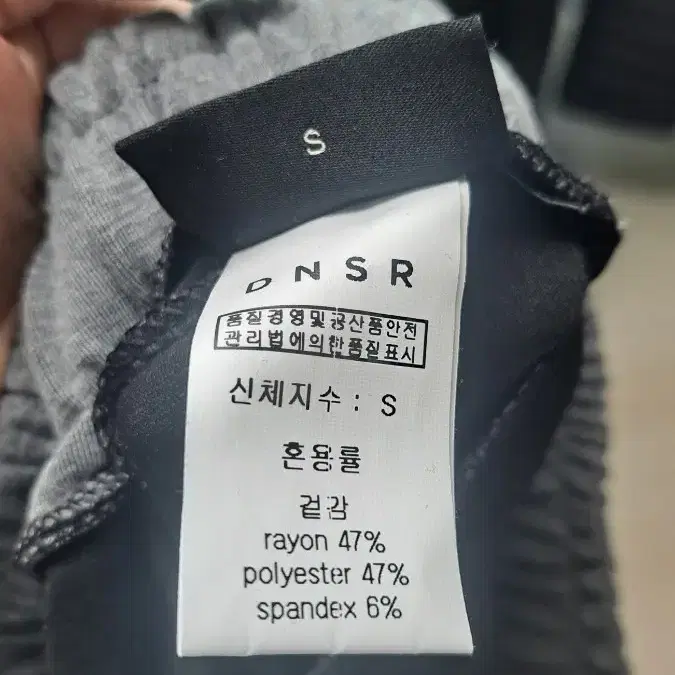 S
DNSR
품질경영및공산품안전
관리법에의한품질표시
신체지수 : S
혼용률
겉감
rayon 47%
polyester 47%
spandex 6%